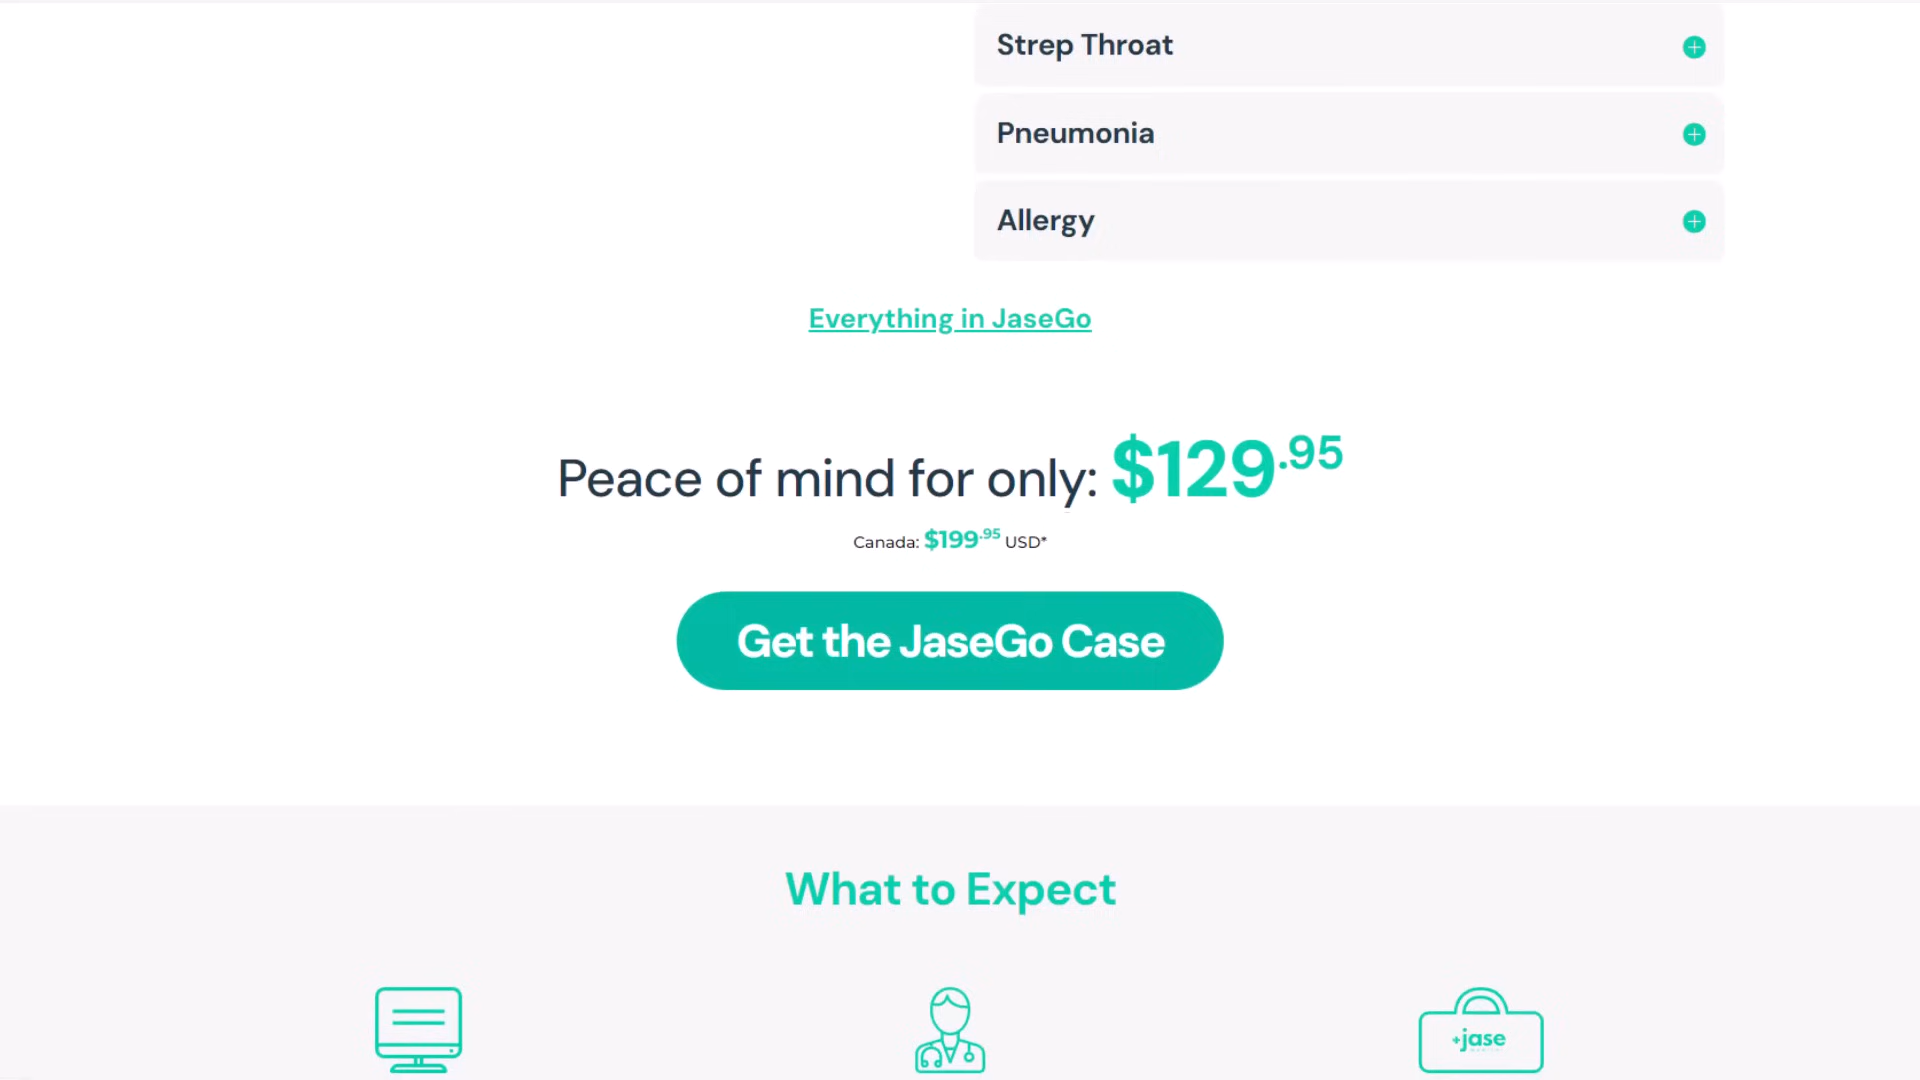 Strep Throat
Pneumonia
Allergy
Everything in JaseGo
Peace of mind for only: $129.95
Canada: $199.95 USD*
Get the JaseGo Case
What to Expect
+jase